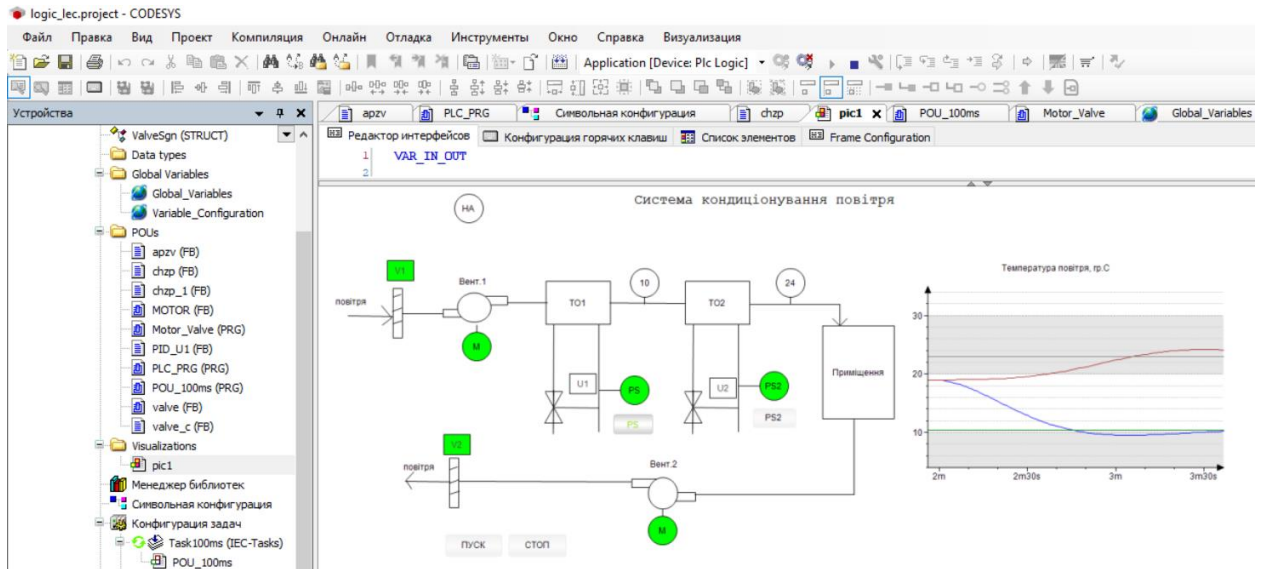 logic_lec.project - CODESYS
Файл Правка Вид Проект Компиляция Онлайн Отладка Инструменты Окно Справка Визуализация
Application [Device: Plc Logic]
Устройства
apzv PLC_PRG Символьная конфигурация chzp pic1 POU_100ms Motor_Valve Global_Variables
Редактор интерфейсов Конфигурация горячих клавиш Список элементов Frame Configuration
1 VAR_IN_OUT
2
ValveSgn (STRUCT)
Data types
Global Variables
Global_Variables
Variable_Configuration
POUs
apzv (FB)
chzp (FB)
chzp_1 (FB)
MOTOR (FB)
Motor_Valve (PRG)
PID_U1 (FB)
PLC_PRG (PRG)
POU_100ms (PRG)
valve (FB)
valve_c (FB)
Visualizations
pic1
Менеджер библиотек
Символьная конфигурация
Конфигурация задач
Task100ms (IEC-Tasks)
POU_100ms
Система кондиціонування повітря
НА
V1
Вент.1
повітря
М
ТО1
10
ТО2
24
U1
PS
PS
U2
PS2
PS2
Приміщення
V2
повітря
Вент.2
М
ПУСК СТОП
Температура повітря, гр.С
30
20
10
2m 2m30s 3m 3m30s